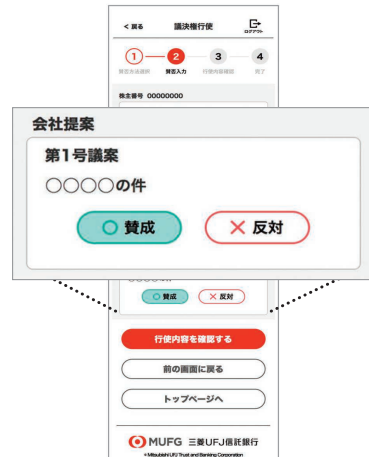 < 戻る 議決権行使 ログアウト
1 2 3 4
賛否方法選択 賛否入力 行使内容確認 完了
株主番号 00000000
会社提案
第1号議案
○○○○の件
○ 賛成 × 反対
○ 賛成 × 反対
行使内容を確認する
前の画面に戻る
トップページへ
MUFG 三菱UFJ信託銀行
Mitsubishi UFJ Trust and Banking Corporation